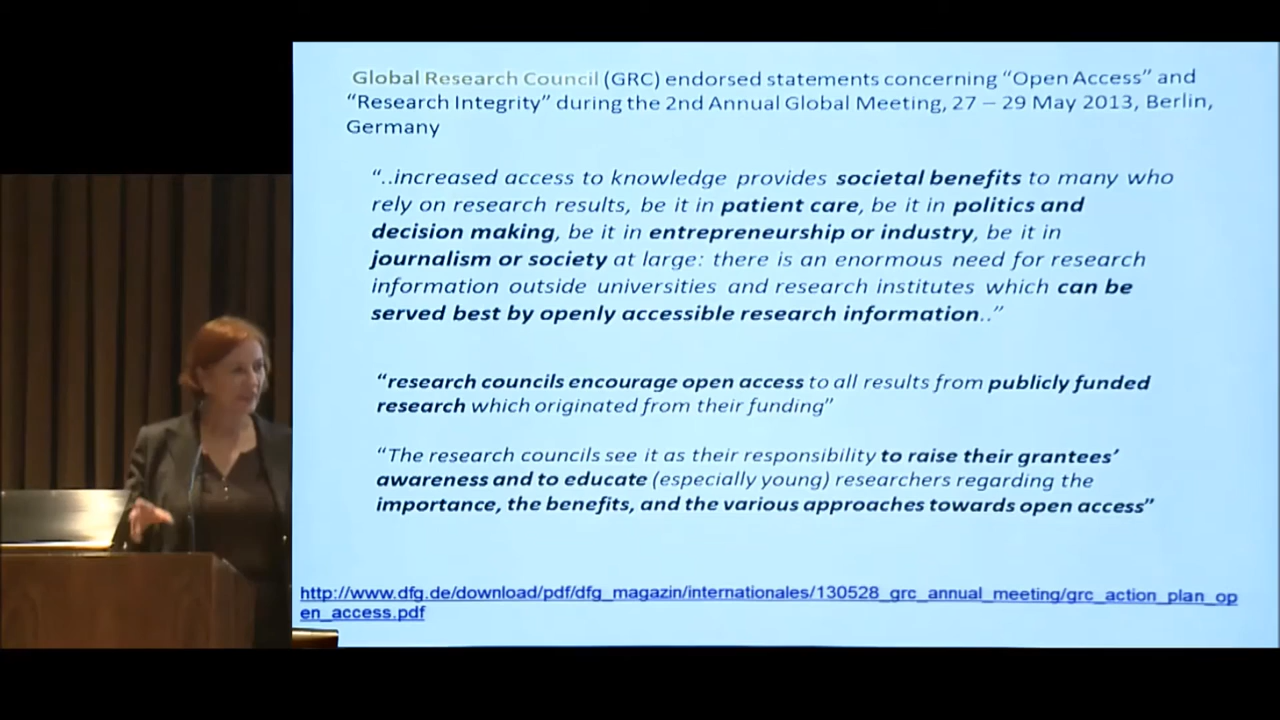 Global Research Council (GRC) endorsed statements concerning “Open Access” and
“Research Integrity” during the 2nd Annual Global Meeting, 27 – 29 May 2013, Berlin,
Germany
“..increased access to knowledge provides societal benefits to many who
rely on research results, be it in patient care, be it in politics and
decision making, be it in entrepreneurship or industry, be it in
journalism or society at large: there is an enormous need for research
information outside universities and research institutes which can be
served best by openly accessible research information..”
“research councils encourage open access to all results from publicly funded
research which originated from their funding”
“The research councils see it as their responsibility to raise their grantees’
awareness and to educate (especially young) researchers regarding the
importance, the benefits, and the various approaches towards open access”
http://www.dfg.de/download/pdf/dfg_magazin/internationales/130528_grc_annual_meeting/grc_action_plan_op
en_access.pdf